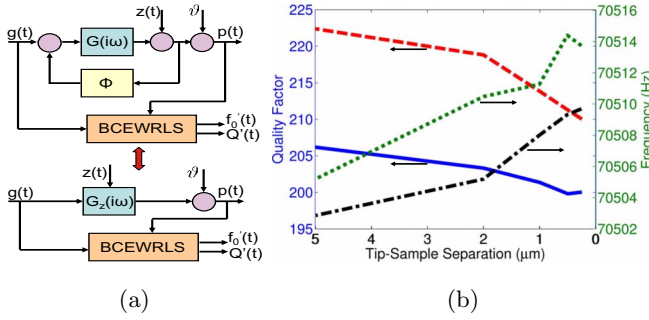 z(t) ϑ
g(t) G(iω) p(t)
Φ
BCEWRLS f₀'(t)
Q'(t)
z(t) ϑ
g(t) G_z(iω) p(t)
BCEWRLS f₀'(t)
Q'(t)
(a)
225
220
215
210
205
200
195
Quality Factor
5 4 3 2 1 0
Tip-Sample Separation (μm)
70516
70514
70512
70510
70508
70506
70504
70502
Frequency (Hz)
(b)